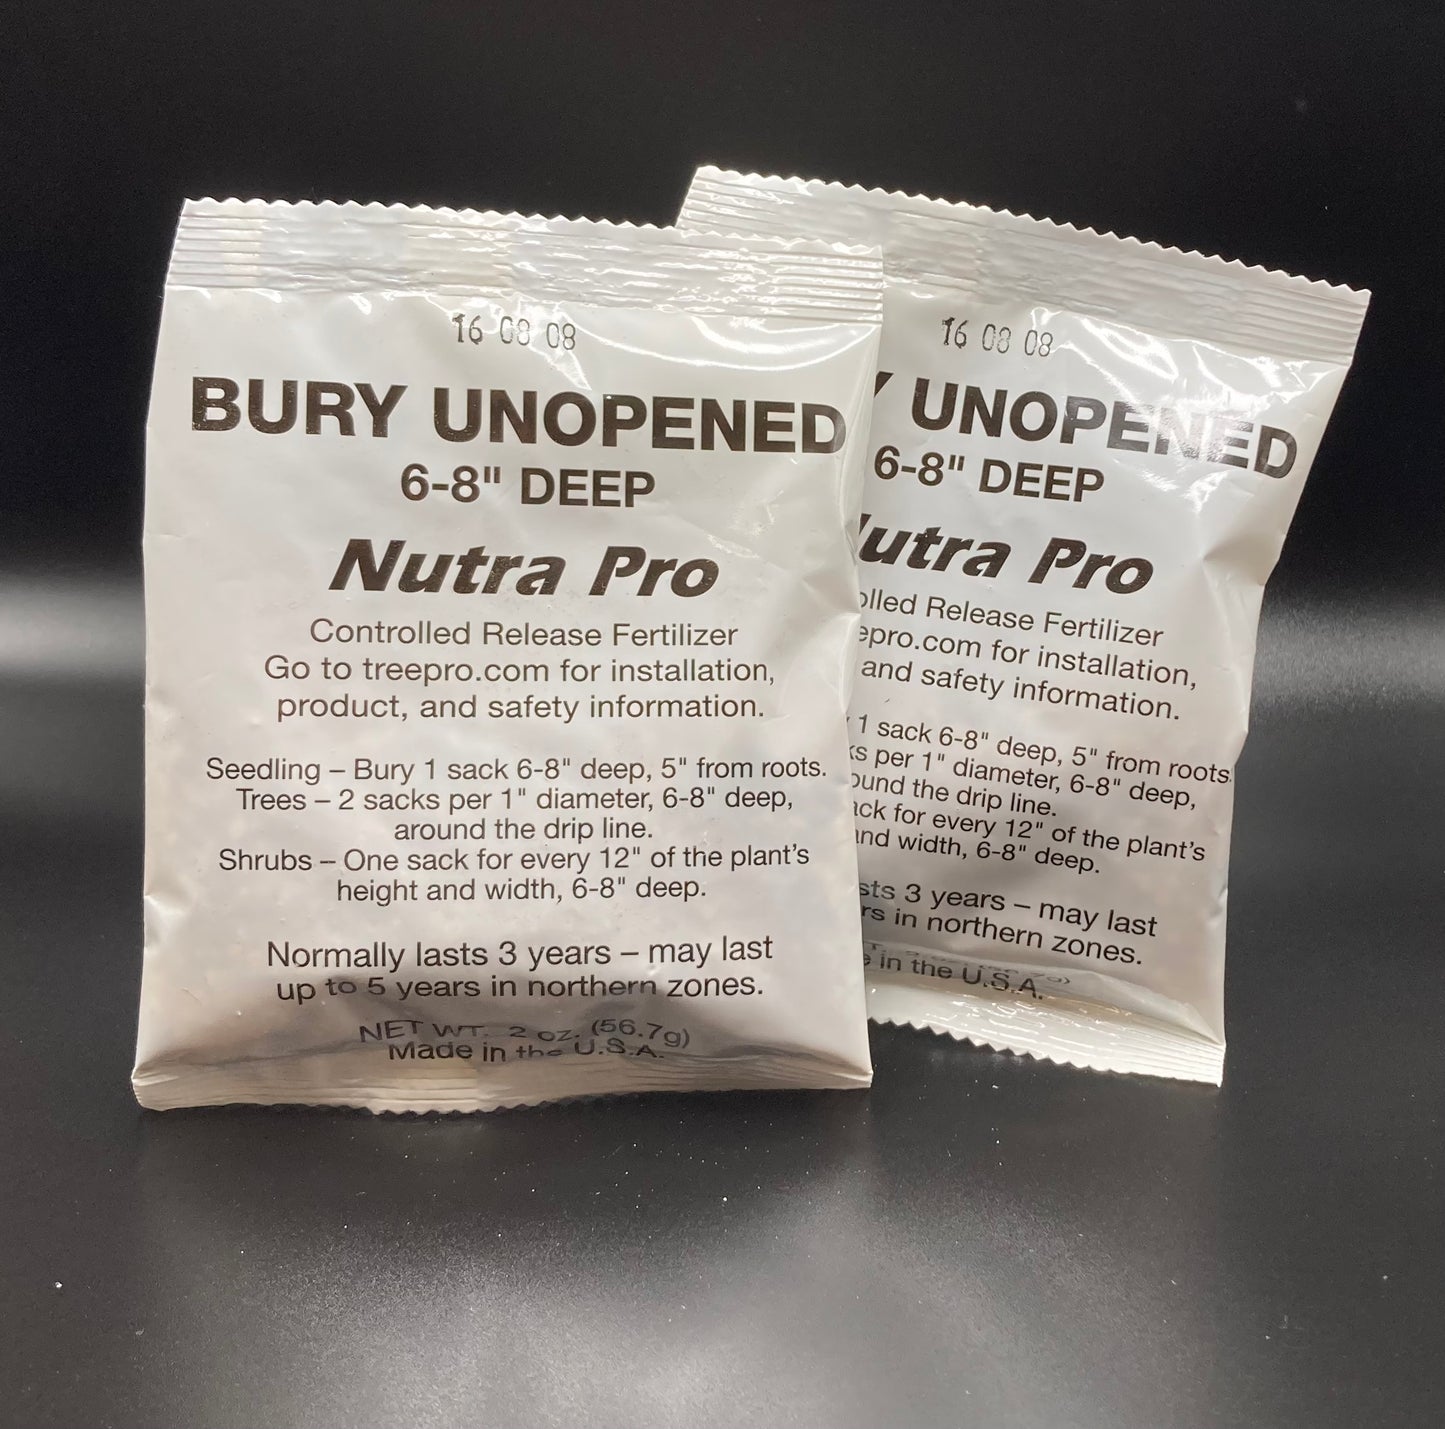 16 08 08
BURY UNOPENED
6-8" DEEP
Nutra Pro
Controlled Release Fertilizer
Go to treepro.com for installation,
product, and safety information.
Seedling – Bury 1 sack 6-8" deep, 5" from roots.
Trees – 2 sacks per 1" diameter, 6-8" deep,
around the drip line.
Shrubs – One sack for every 12" of the plant's
height and width, 6-8" deep.
Normally lasts 3 years – may last
up to 5 years in northern zones.
NET WT. 2 oz. (56.7g)
Made in the U.S.A.
16 08 08
UNOPENED
6-8" DEEP
utra Pro
olled Release Fertilizer
epro.com for installation,
and safety information.
1 sack 6-8" deep, 5" from roots.
ks per 1" diameter, 6-8" deep,
ound the drip line.
ack for every 12" of the plant's
and width, 6-8" deep.
sts 3 years – may last
rs in northern zones.
in the U.S.A.